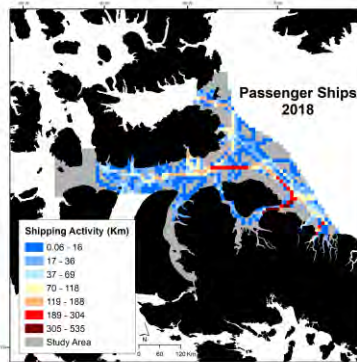 Passenger Ships
2018
Shipping Activity (Km)
0.06 - 16
17 - 36
37 - 69
70 - 118
119 - 188
189 - 304
305 - 535
Study Area
N
0
60
120 Km